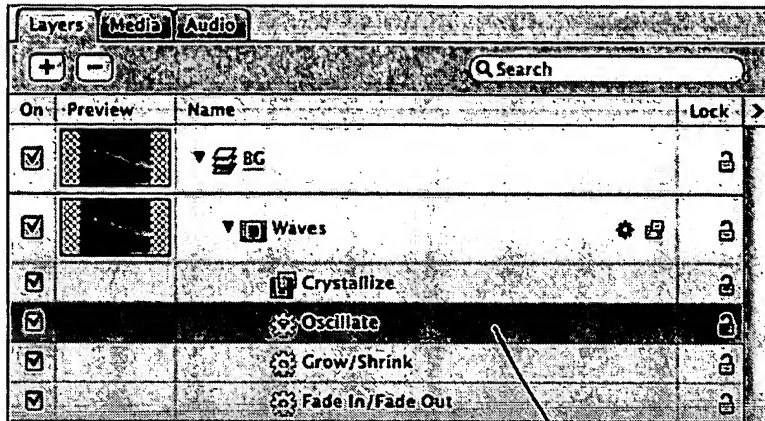 Layers Media Audio
Search
On Preview Name Lock
BG
Waves
Crystallize
Oscillate
Grow/Shrink
Fade In/Fade Out